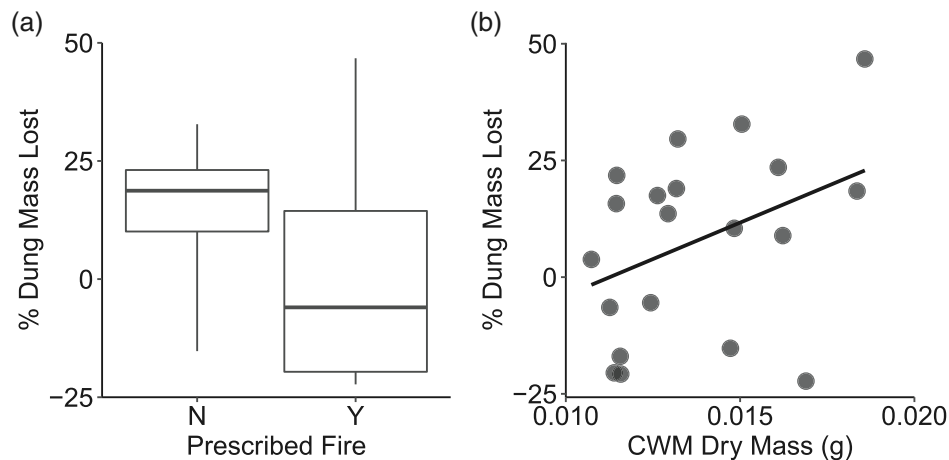 (a)
% Dung Mass Lost
50
25
0
−25
N Y
Prescribed Fire
(b)
% Dung Mass Lost
50
25
0
−25
0.010 0.015 0.020
CWM Dry Mass (g)